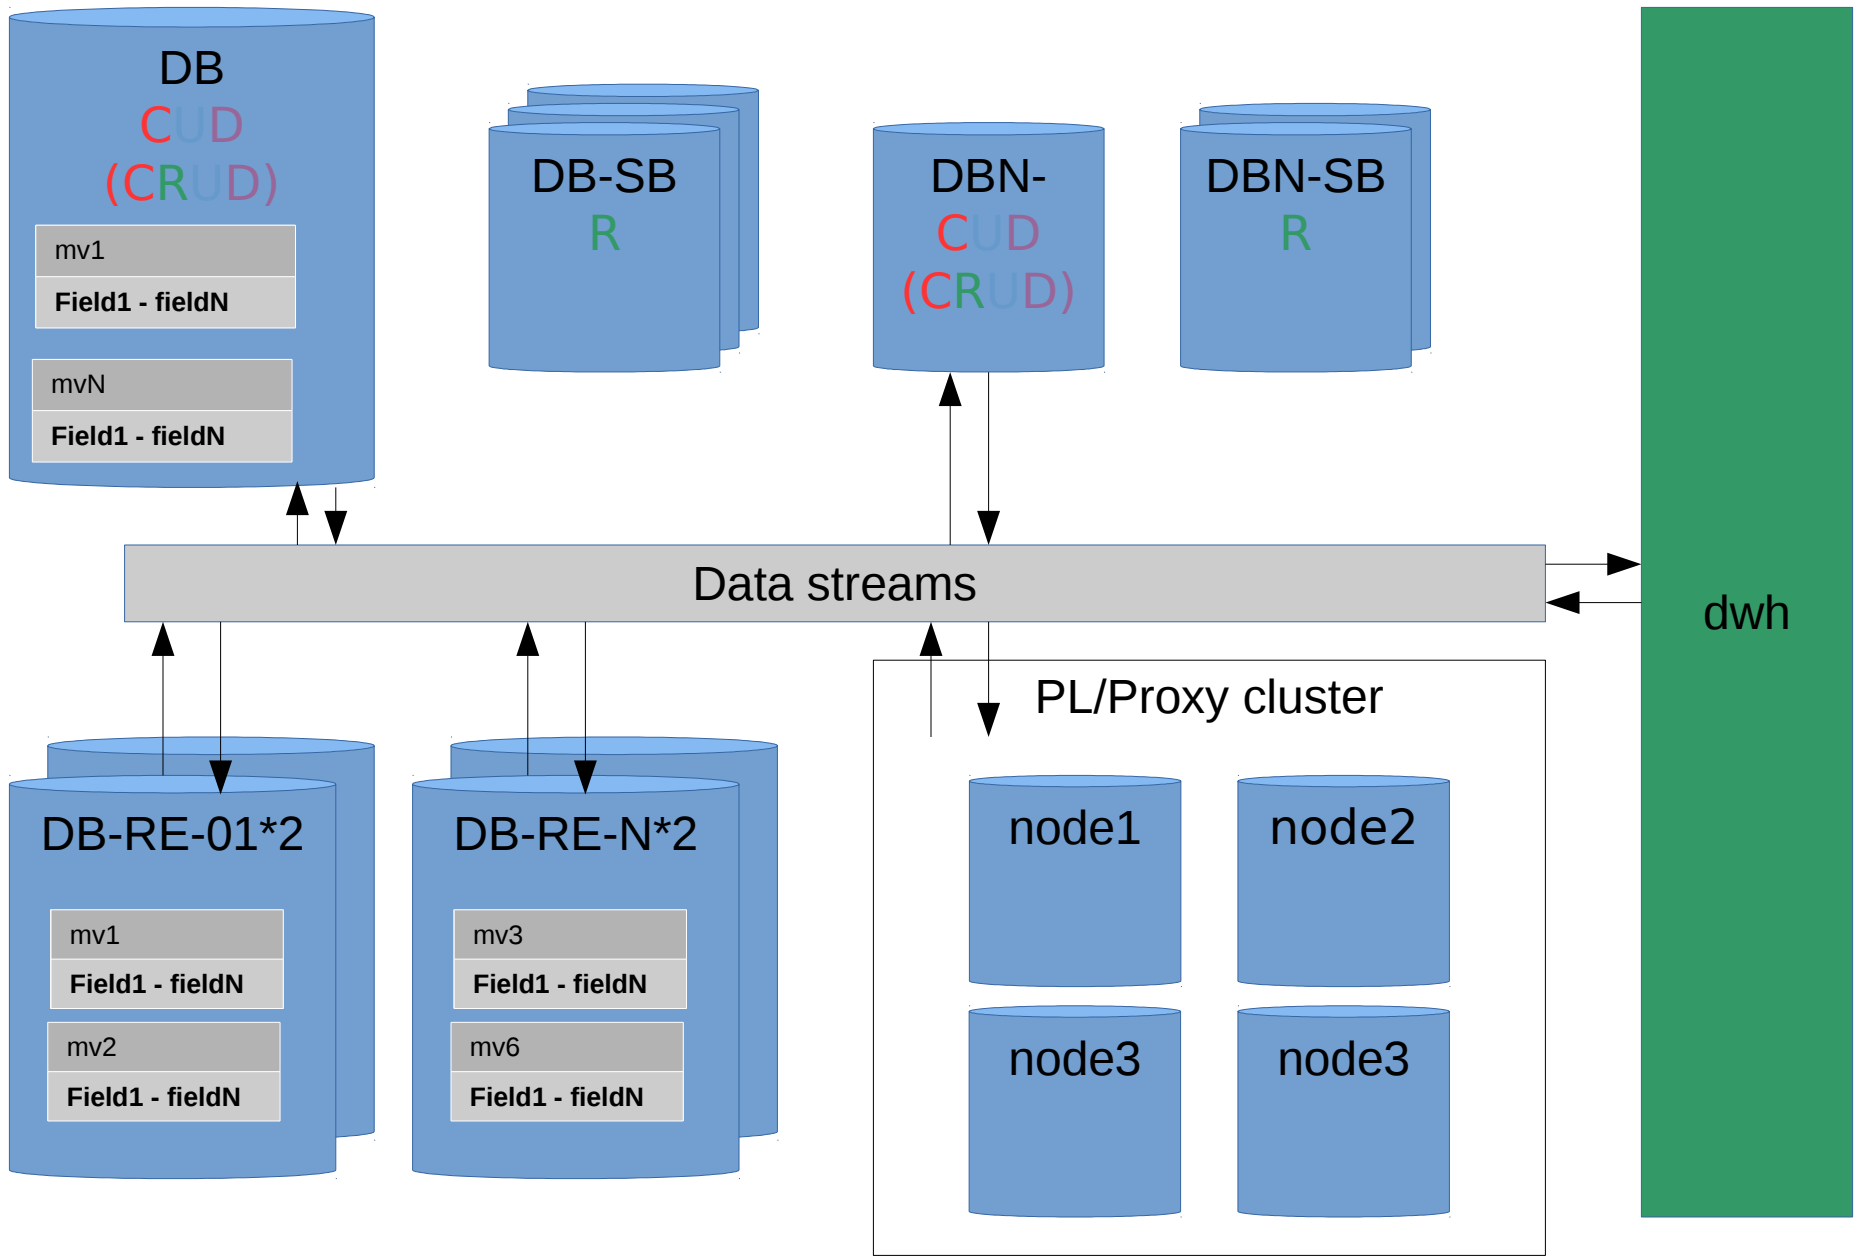 DB
CUD
(CRUD)
mv1
Field1 - fieldN
mvN
Field1 - fieldN
DB-SB
R
DBN-
CUD
(CRUD)
DBN-SB
R
Data streams
dwh
DB-RE-01*2
mv1
Field1 - fieldN
mv2
Field1 - fieldN
DB-RE-N*2
mv3
Field1 - fieldN
mv6
Field1 - fieldN
PL/Proxy cluster
node1
node2
node3
node3